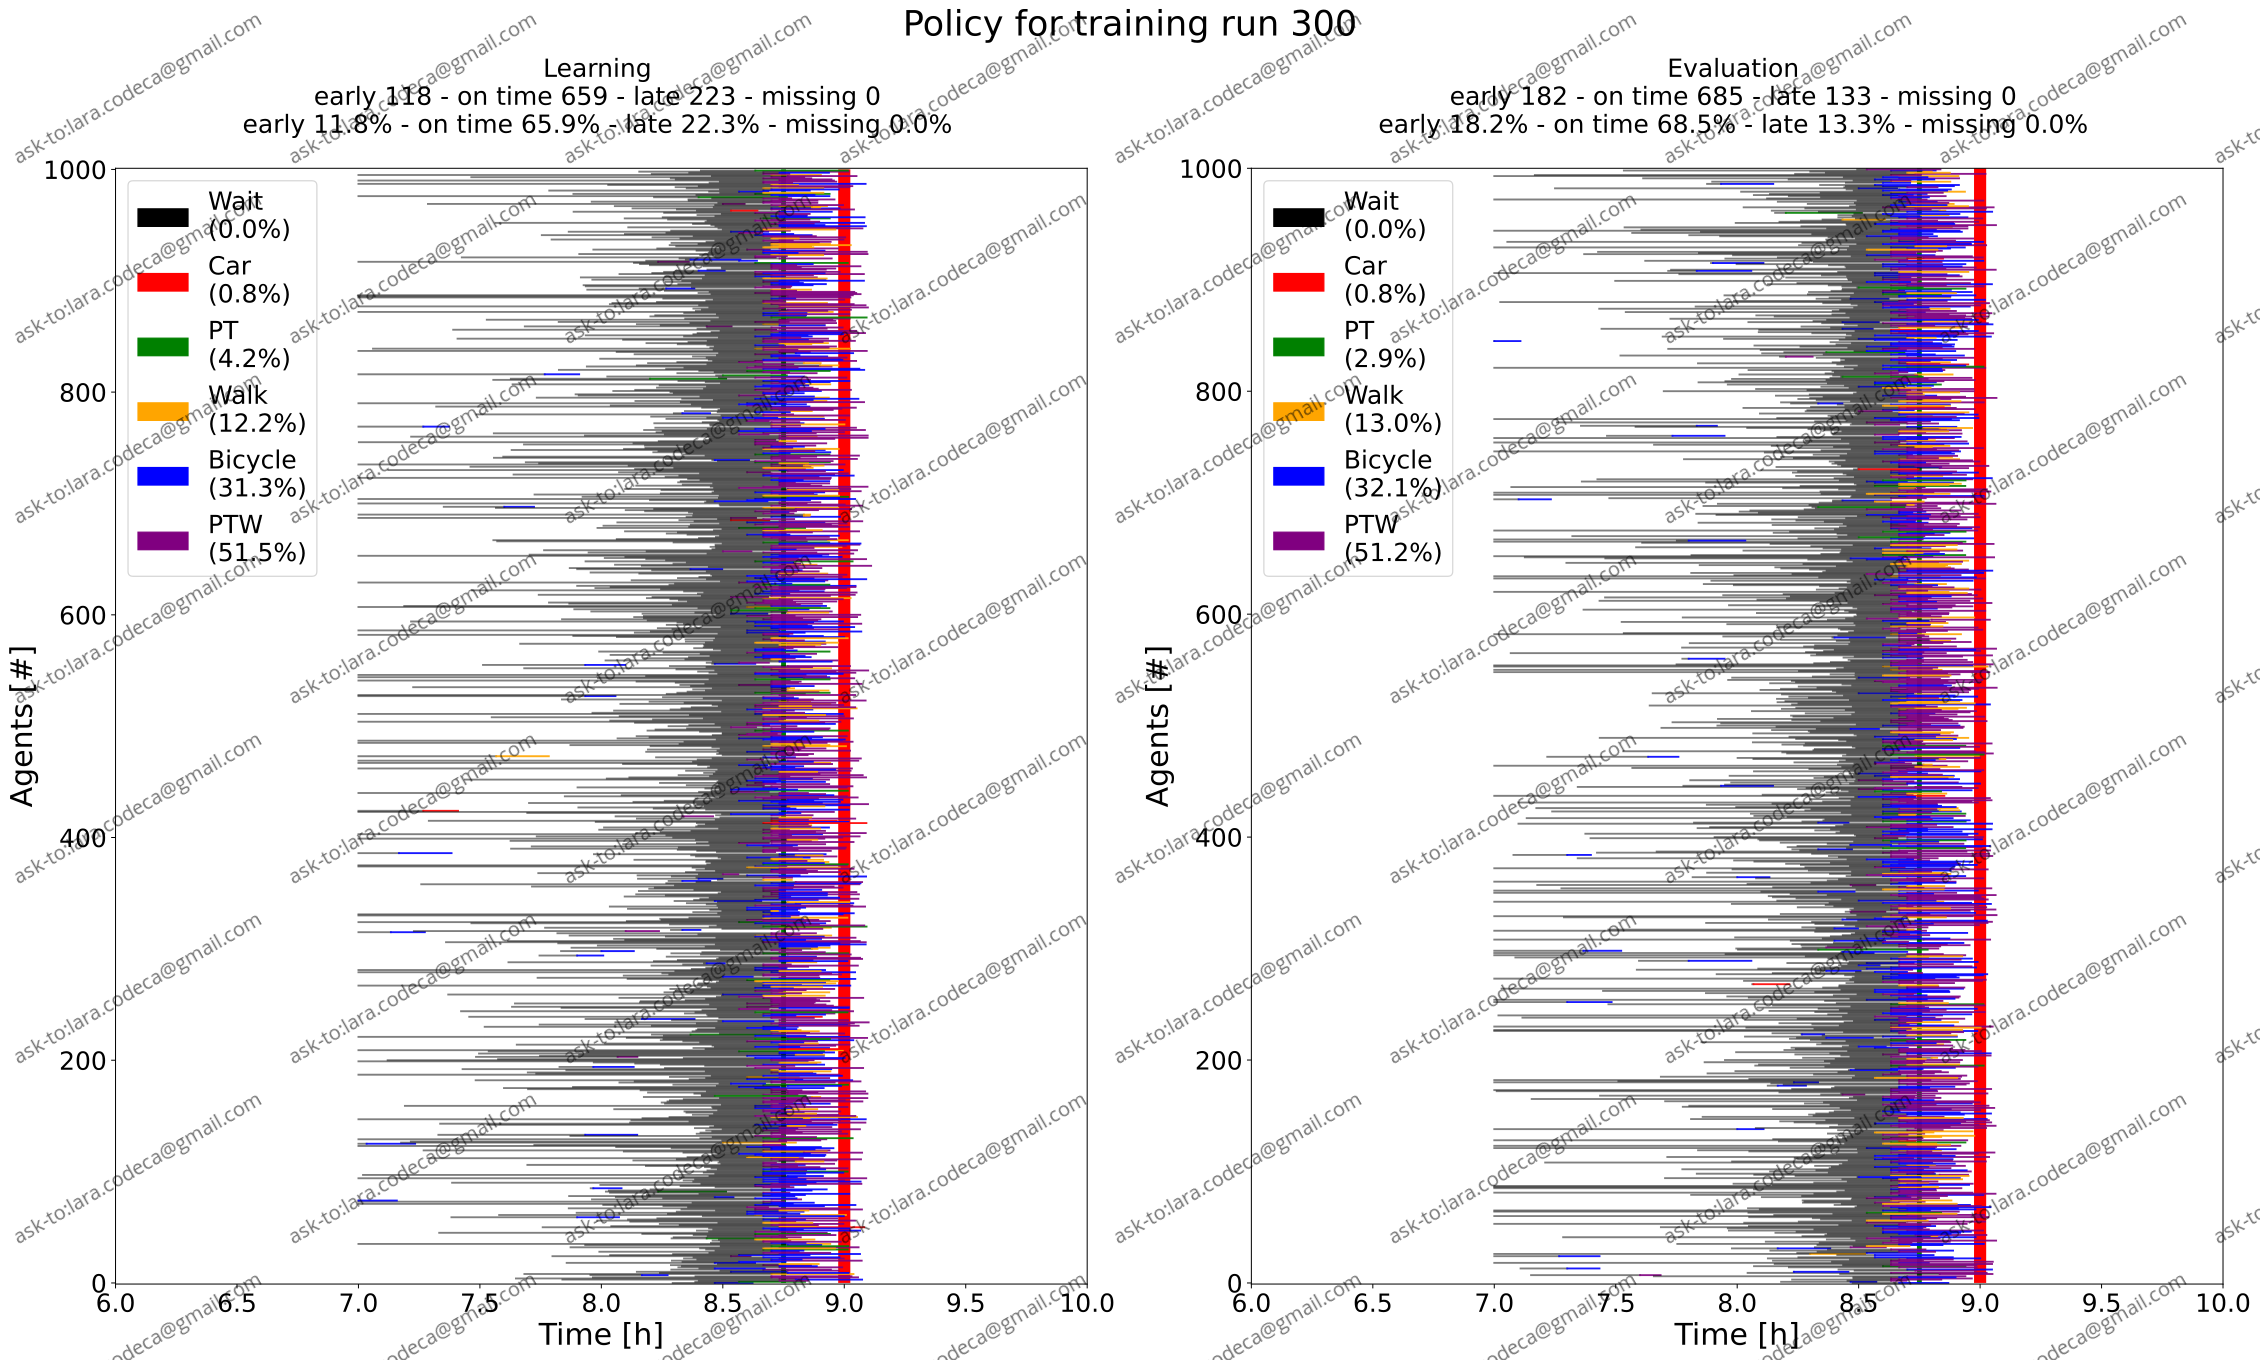 Policy for training run 300
Learning
early 118 - on time 659 - late 223 - missing 0
early 11.8% - on time 65.9% - late 22.3% - missing 0.0%
1000
800
600
400
200
0
Agents [#]
Wait
(0.0%)
Car
(0.8%)
PT
(4.2%)
Walk
(12.2%)
Bicycle
(31.3%)
PTW
(51.5%)
6.0 6.5 7.0 7.5 8.0 8.5 9.0 9.5 10.0
Time [h]
Evaluation
early 182 - on time 685 - late 133 - missing 0
early 18.2% - on time 68.5% - late 13.3% - missing 0.0%
1000
800
600
400
200
0
Agents [#]
Wait
(0.0%)
Car
(0.8%)
PT
(2.9%)
Walk
(13.0%)
Bicycle
(32.1%)
PTW
(51.2%)
6.0 6.5 7.0 7.5 8.0 8.5 9.0 9.5 10.0
Time [h]
ask-to:lara.codeca@gmail.com